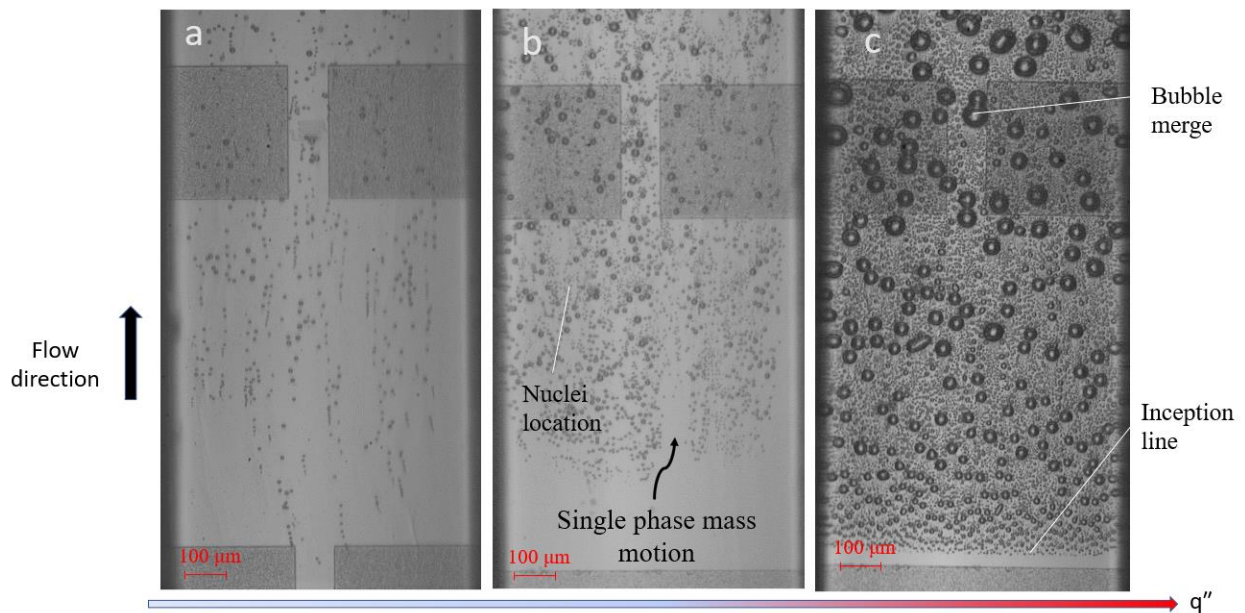 a
b
c
Bubble
merge
Flow
direction
Nuclei
location
Inception
line
Single phase mass
motion
100 μm
100 μm
100 μm
q”